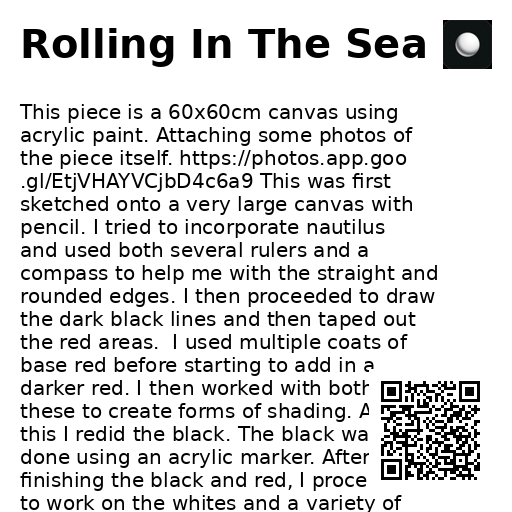 Rolling In The Sea
This piece is a 60x60cm canvas using
acrylic paint. Attaching some photos of
the piece itself. https://photos.app.goo
.gl/EtjVHAYVCjbD4c6a9 This was first
sketched onto a very large canvas with
pencil. I tried to incorporate nautilus
and used both several rulers and a
compass to help me with the straight and
rounded edges. I then proceeded to draw
the dark black lines and then taped out
the red areas.  I used multiple coats of
base red before starting to add in a
darker red. I then worked with both
these to create forms of shading.
this I redid the black. The black
done using an acrylic marker. After
finishing the black and red, I
to work on the whites and a variety of